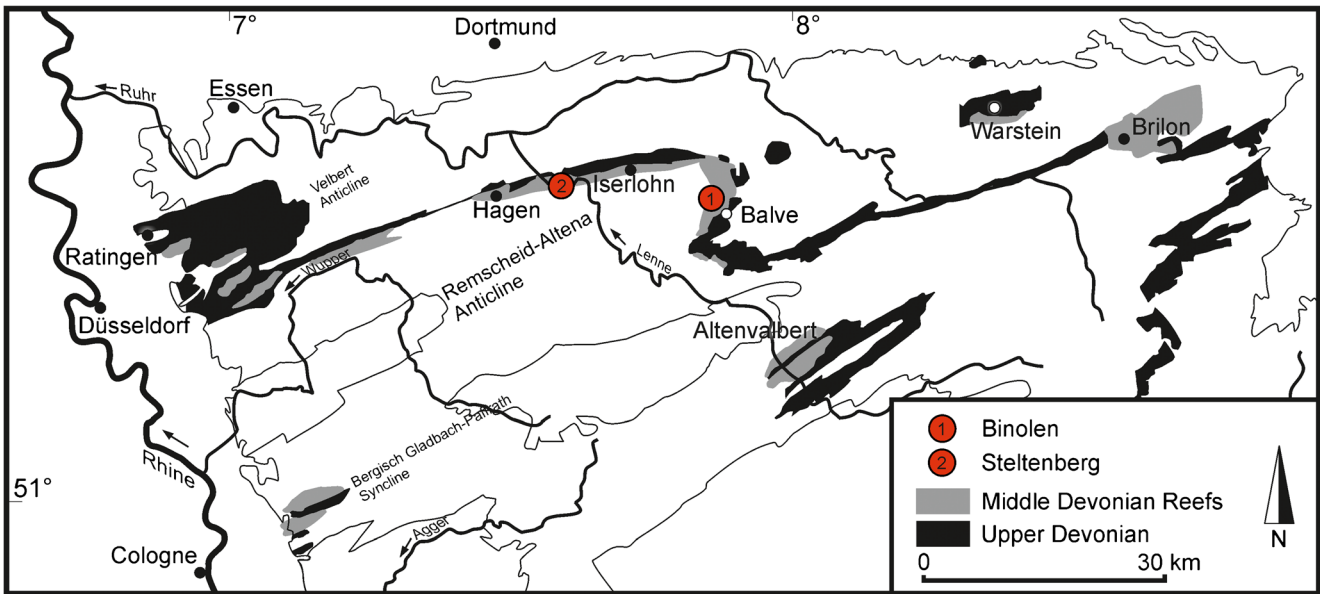 7°
8°
Dortmund
Ruhr
Essen
Warstein
Brilon
Velbert
Anticline
2
Iserlohn
1
Hagen
Balve
Ratingen
Wupper
Remscheid-Altena
Anticline
Lenne
Düsseldorf
Altenvalbert
Bergisch Gladbach-Paffrath
Syncline
Rhine
51°
Agger
Cologne
1 Binolen
2 Steltenberg
Middle Devonian Reefs
Upper Devonian
N
0 30 km